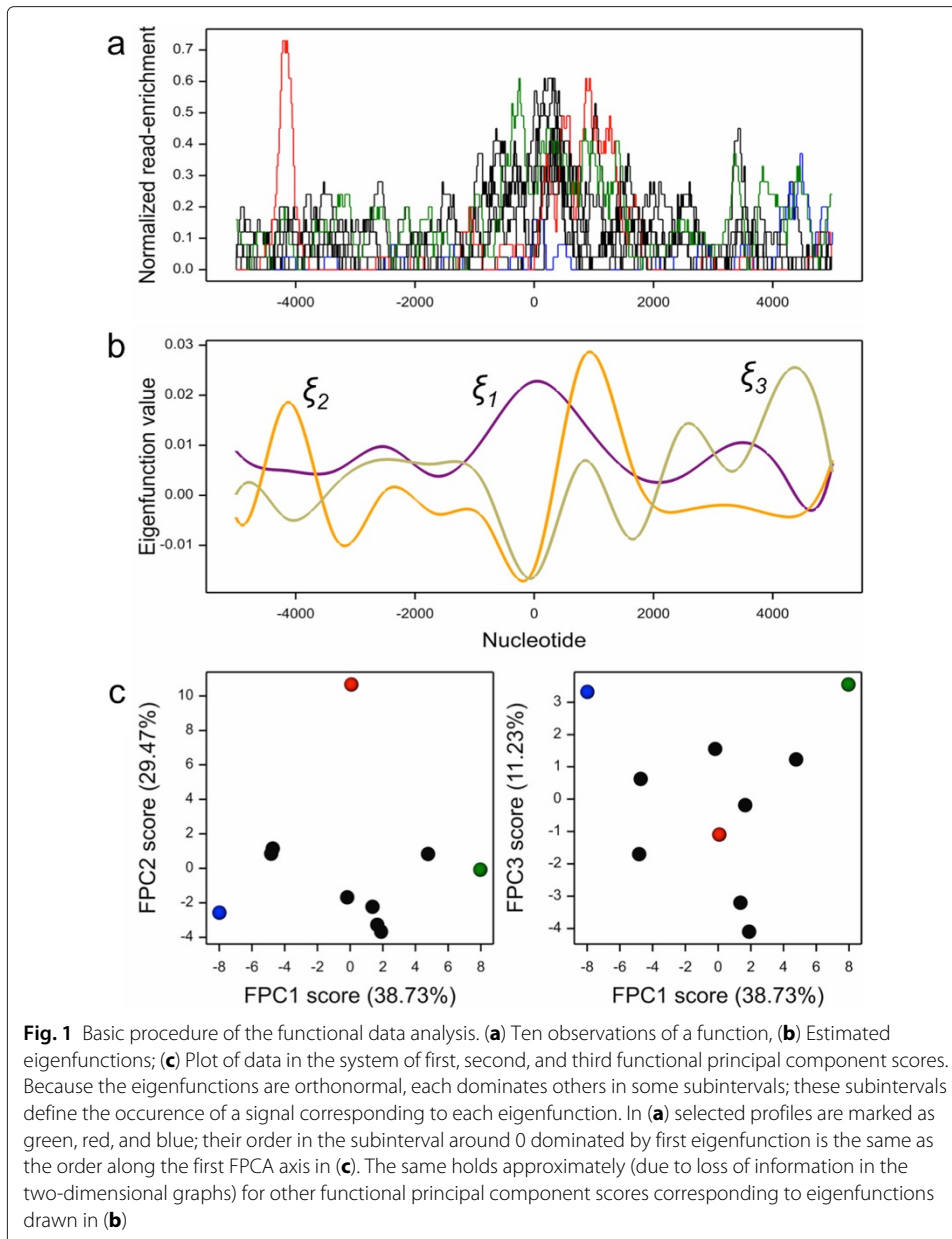 a
Normalized read-enrichment
0.7
0.6
0.5
0.4
0.3
0.2
0.1
0.0
-4000 -2000 0 2000 4000
b
Eigenfunction value
0.03
0.02
0.01
0.00
-0.01
ξ2 ξ1 ξ3
-4000 -2000 0 2000 4000
Nucleotide
c
FPC2 score (29.47%)
10
8
6
4
2
0
-2
-4
-8 -6 -4 -2 0 2 4 6 8
FPC1 score (38.73%)
FPC3 score (11.23%)
3
2
1
0
-1
-2
-3
-4
-8 -6 -4 -2 0 2 4 6 8
FPC1 score (38.73%)
Fig. 1 Basic procedure of the functional data analysis. (a) Ten observations of a function, (b) Estimated
eigenfunctions; (c) Plot of data in the system of first, second, and third functional principal component scores.
Because the eigenfunctions are orthonormal, each dominates others in some subintervals; these subintervals
define the occurence of a signal corresponding to each eigenfunction. In (a) selected profiles are marked as
green, red, and blue; their order in the subinterval around 0 dominated by first eigenfunction is the same as
the order along the first FPCA axis in (c). The same holds approximately (due to loss of information in the
two-dimensional graphs) for other functional principal component scores corresponding to eigenfunctions
drawn in (b)